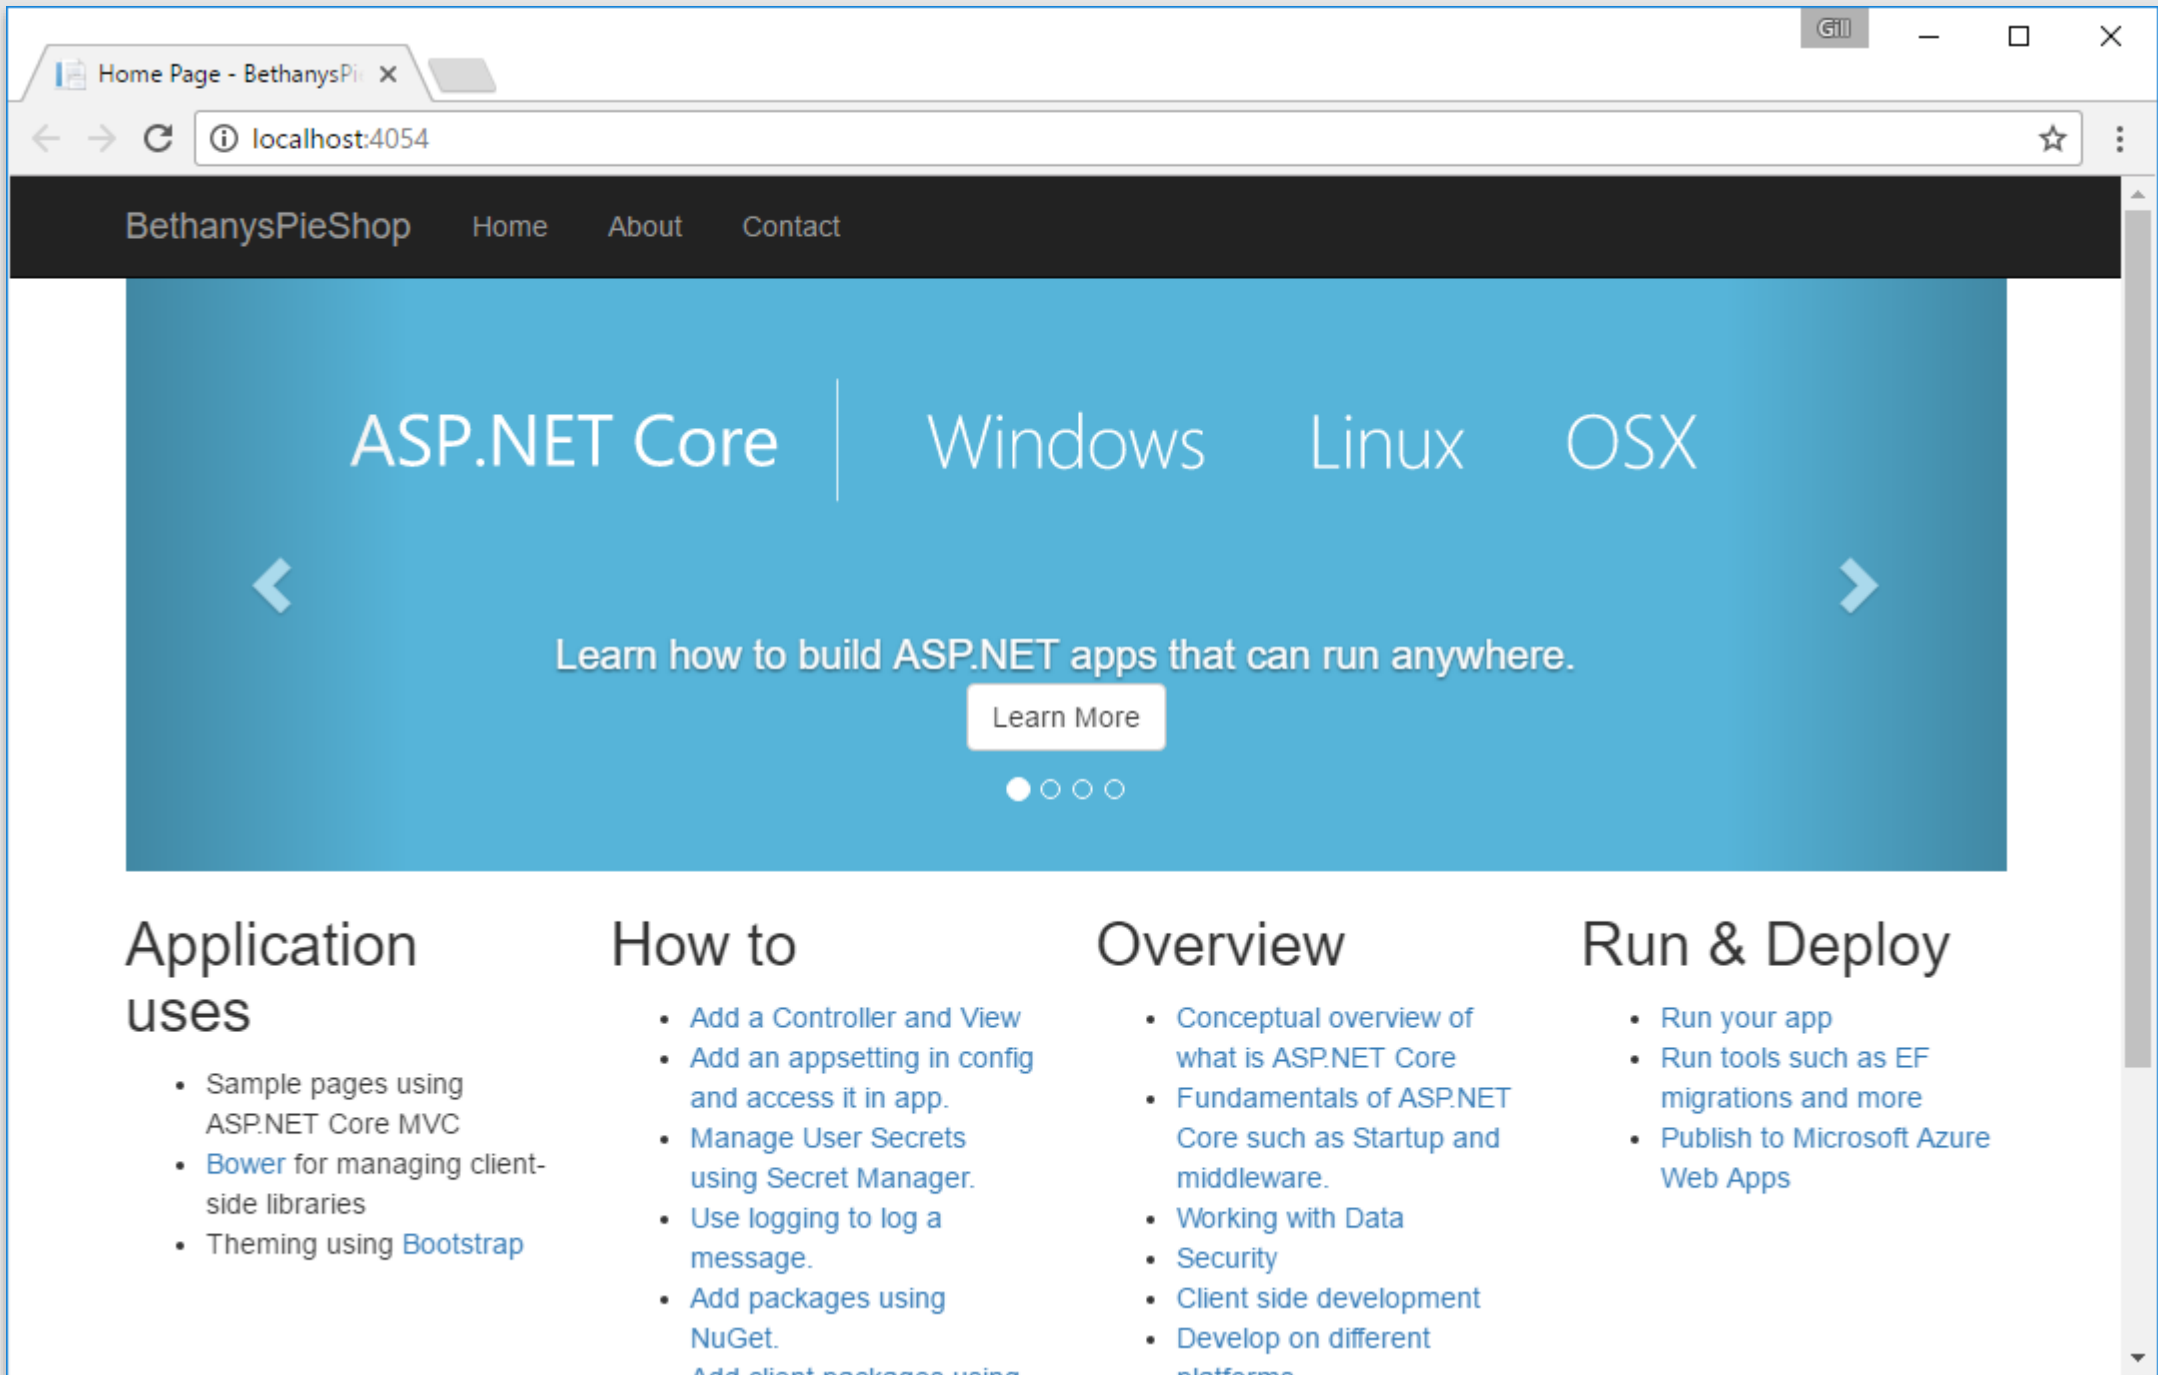 Gill
Home Page - BethanysPi
localhost:4054
BethanysPieShop Home About Contact
ASP.NET Core Windows Linux OSX
Learn how to build ASP.NET apps that can run anywhere.
Learn More
Application
uses
Sample pages using
ASP.NET Core MVC
Bower for managing client-
side libraries
Theming using Bootstrap
How to
Add a Controller and View
Add an appsetting in config
and access it in app.
Manage User Secrets
using Secret Manager.
Use logging to log a
message.
Add packages using
NuGet.
Add client packages using
Overview
Conceptual overview of
what is ASP.NET Core
Fundamentals of ASP.NET
Core such as Startup and
middleware.
Working with Data
Security
Client side development
Develop on different
platforms
Run & Deploy
Run your app
Run tools such as EF
migrations and more
Publish to Microsoft Azure
Web Apps